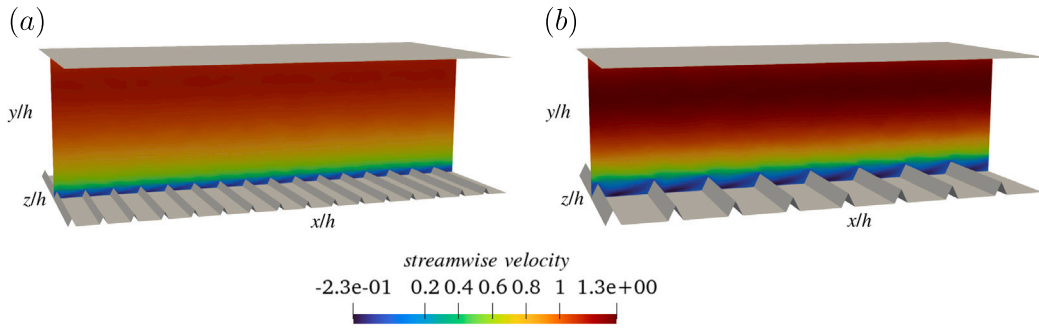 (a)
(b)
y/h
y/h
z/h
z/h
x/h
x/h
streamwise velocity
-2.3e-01 0.2 0.4 0.6 0.8 1 1.3e+00